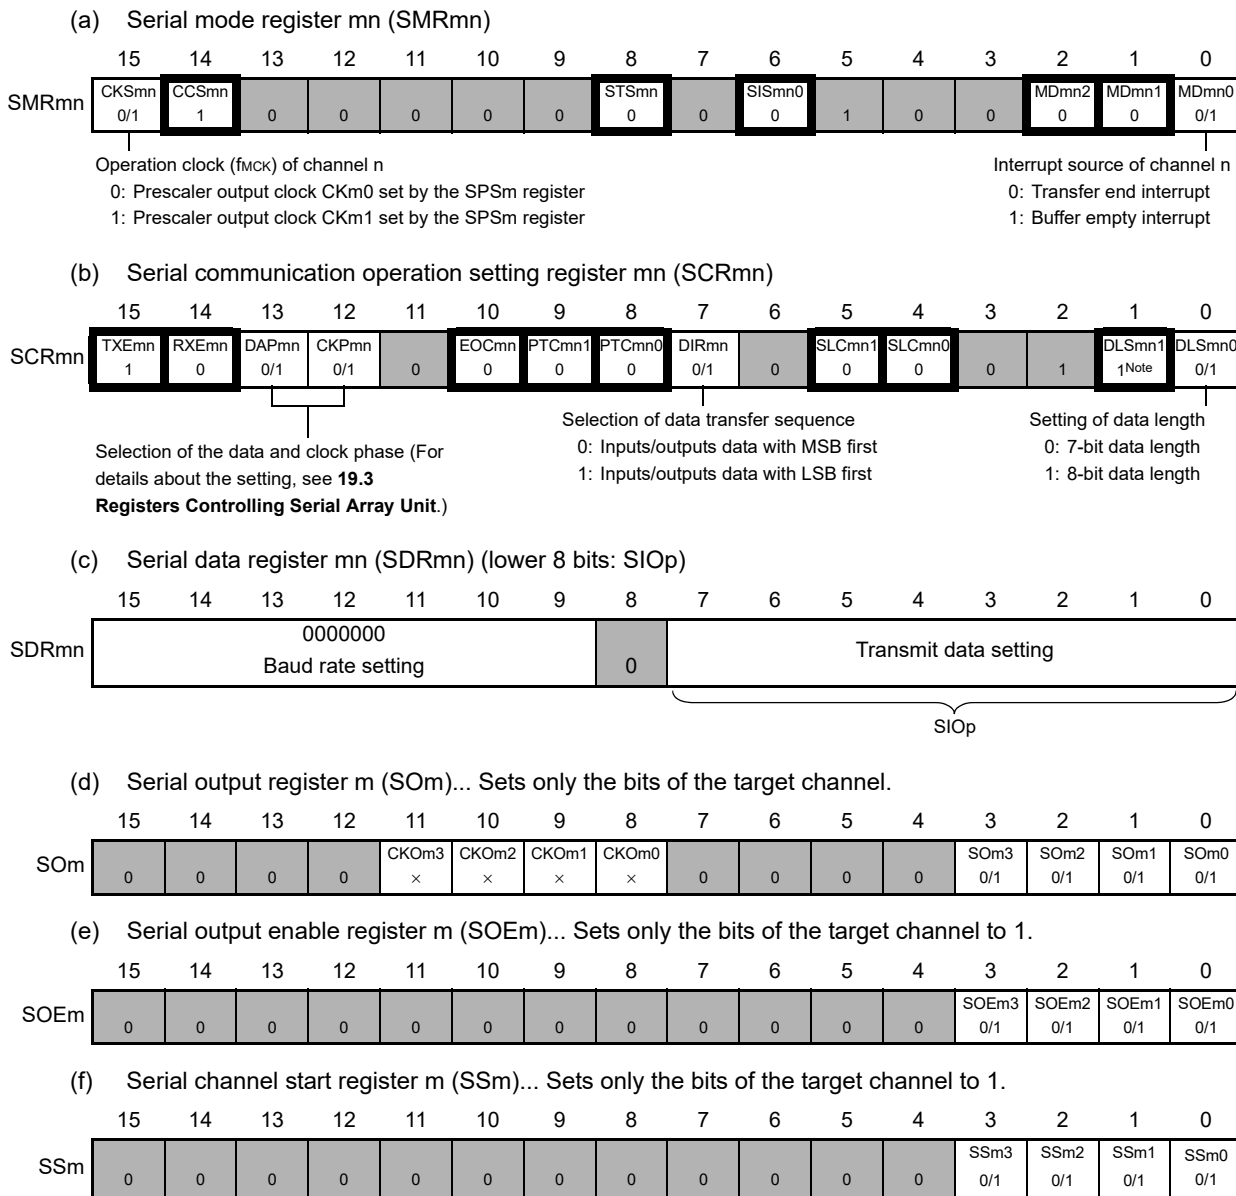 (a) Serial mode register mn (SMRmn)
15 14 13 12 11 10 9 8 7 6 5 4 3 2 1 0
SMRmn
CKSmn CCSmn STSmn SISmn0 MDmn2 MDmn1 MDmn0
0/1 1 0 0 0 0 0 0 0 0 1 0 0 0 0 0/1
Operation clock (fMCK) of channel n
0: Prescaler output clock CKm0 set by the SPSm register
1: Prescaler output clock CKm1 set by the SPSm register
Interrupt source of channel n
0: Transfer end interrupt
1: Buffer empty interrupt
(b) Serial communication operation setting register mn (SCRmn)
15 14 13 12 11 10 9 8 7 6 5 4 3 2 1 0
SCRmn
TXEmn RXEmn DAPmn CKPmn EOCmn PTCmn1 PTCmn0 DIRmn SLCmn1 SLCmn0 DLSmn1 DLSmn0
1 0 0/1 0/1 0 0 0 0 0/1 0 0 0 0 1 1Note 0/1
Selection of the data and clock phase (For
details about the setting, see 19.3
Registers Controlling Serial Array Unit.)
Selection of data transfer sequence
0: Inputs/outputs data with MSB first
1: Inputs/outputs data with LSB first
Setting of data length
0: 7-bit data length
1: 8-bit data length
(c) Serial data register mn (SDRmn) (lower 8 bits: SIOp)
15 14 13 12 11 10 9 8 7 6 5 4 3 2 1 0
SDRmn
0000000
Baud rate setting
0
Transmit data setting
SIOp
(d) Serial output register m (SOm)... Sets only the bits of the target channel.
15 14 13 12 11 10 9 8 7 6 5 4 3 2 1 0
SOm
CKOm3 CKOm2 CKOm1 CKOm0 SOm3 SOm2 SOm1 SOm0
0 0 0 0 × × × × 0 0 0 0 0/1 0/1 0/1 0/1
(e) Serial output enable register m (SOEm)... Sets only the bits of the target channel to 1.
15 14 13 12 11 10 9 8 7 6 5 4 3 2 1 0
SOEm
SOEm3 SOEm2 SOEm1 SOEm0
0 0 0 0 0 0 0 0 0 0 0 0 0/1 0/1 0/1 0/1
(f) Serial channel start register m (SSm)... Sets only the bits of the target channel to 1.
15 14 13 12 11 10 9 8 7 6 5 4 3 2 1 0
SSm
SSm3 SSm2 SSm1 SSm0
0 0 0 0 0 0 0 0 0 0 0 0 0/1 0/1 0/1 0/1